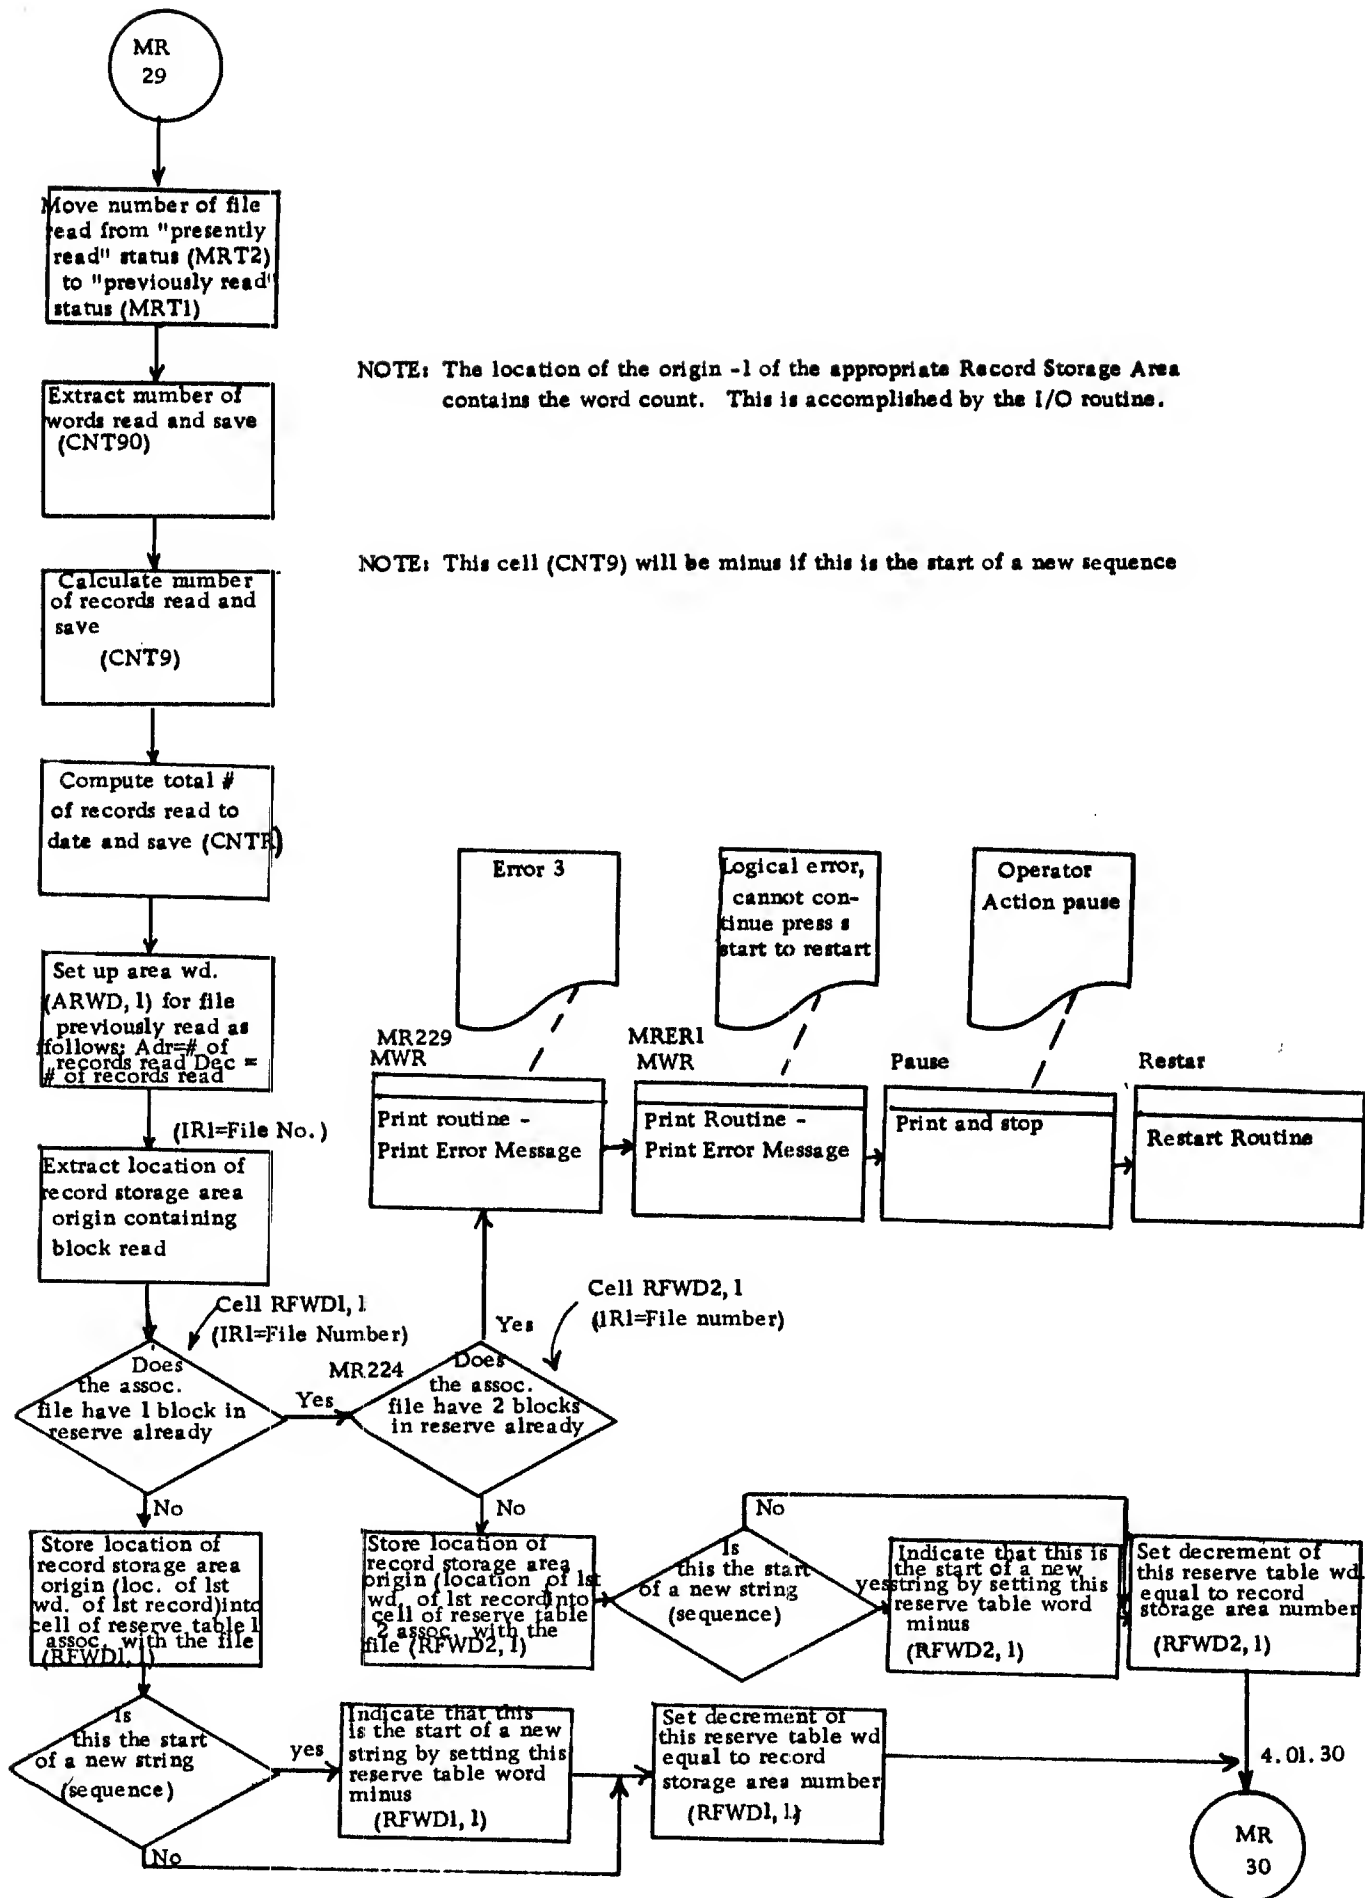 MR
29
Move number of file
read from "presently
read" status (MRT2)
to "previously read"
status (MRT1)
NOTE: The location of the origin -1 of the appropriate Record Storage Area
contains the word count. This is accomplished by the I/O routine.
Extract number of
words read and save
(CNT90)
NOTE: This cell (CNT9) will be minus if this is the start of a new sequence
Calculate number
of records read and
save
(CNT9)
Compute total #
of records read to
date and save (CNTR)
Set up area wd.
(ARWD, 1) for file
previously read as
follows: Adr=# of
records read Dec =
# of records read
(IR1=File No.)
Extract location of
record storage area
origin containing
block read
Error 3
Logical error,
cannot con-
tinue press s
start to restart
Operator
Action pause
MR229
MWR
Print routine -
Print Error Message
MRER1
MWR
Print Routine -
Print Error Message
Pause
Print and stop
Restar
Restart Routine
Cell RFWD1, 1
(IR1=File Number)
Does
the assoc.
file have 1 block in
reserve already
Yes
MR224
Cell RFWD2, 1
(IR1=File number)
Yes
Does
the assoc.
file have 2 blocks
in reserve already
No
No
Store location of
record storage area
origin (loc. of 1st
wd. of 1st record)into
cell of reserve table 1
assoc. with the file
(RFWD1, 1)
Store location of
record storage area
origin (location of 1st
wd. of 1st record)into
cell of reserve table
2 assoc. with the
file (RFWD2, 1)
No
Is
this the start
of a new string
(sequence)
yes
Indicate that this is
the start of a new
string by setting this
reserve table word
minus
(RFWD2, 1)
Set decrement of
this reserve table wd.
equal to record
storage area number
(RFWD2, 1)
Is
this the start
of a new string
(sequence)
yes
No
Indicate that this
is the start of a new
string by setting this
reserve table word
minus
(RFWD1, 1)
Set decrement of
this reserve table wd
equal to record
storage area number
(RFWD1, 1)
4.01.30
MR
30